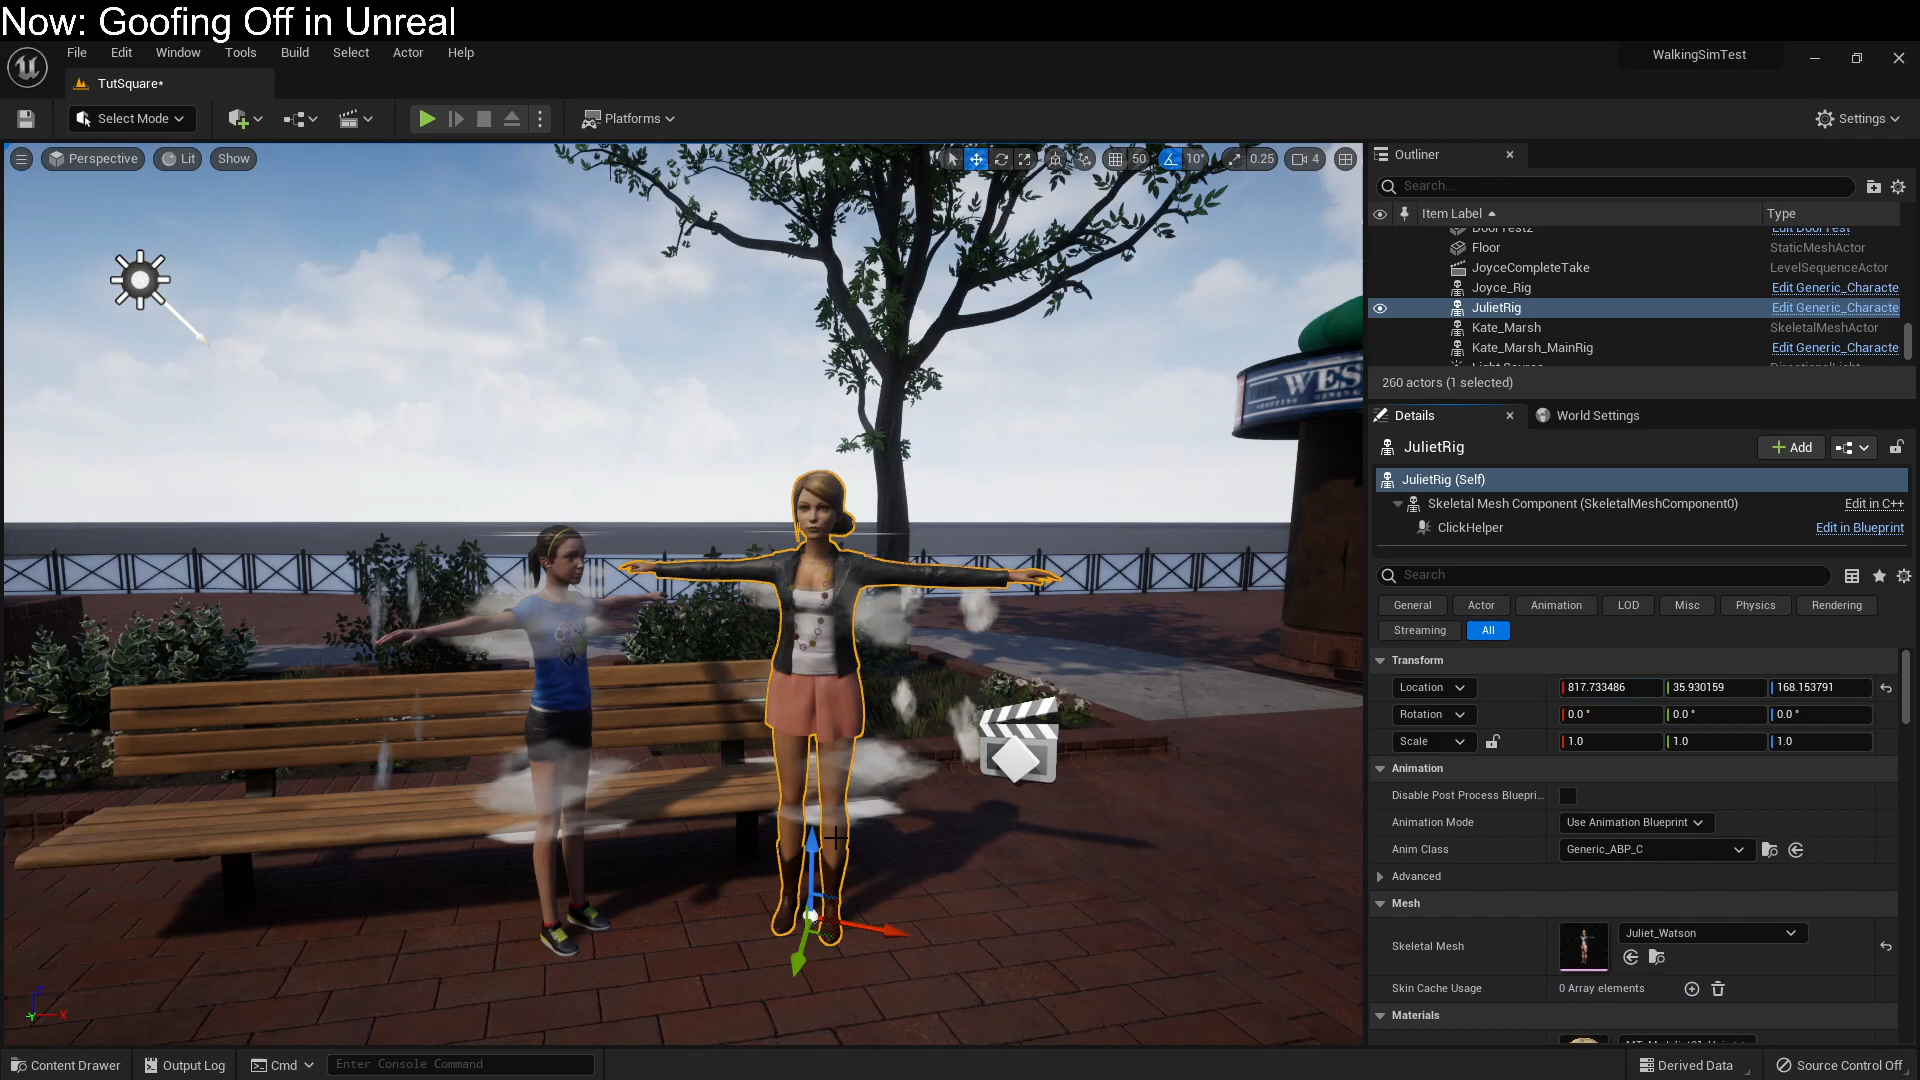 Now: Goofing Off in Unreal
File Edit Window Tools Build Select Actor Help
WalkingSimTest
TutSquare*
Select Mode
Platforms
Settings
Perspective Lit Show
50 10° 0.25 4
WES
Outliner
Search...
Item Label Type
DoorTest2 Edit DoorTest
Floor StaticMeshActor
JoyceCompleteTake LevelSequenceActor
Joyce_Rig Edit Generic_Characte
JulietRig Edit Generic_Characte
Kate_Marsh SkeletalMeshActor
Kate_Marsh_MainRig Edit Generic_Characte
Light Source DirectionalLight
260 actors (1 selected)
Details World Settings
JulietRig Add
JulietRig (Self)
Skeletal Mesh Component (SkeletalMeshComponent0) Edit in C++
ClickHelper Edit in Blueprint
Search
General Actor Animation LOD Misc Physics Rendering
Streaming All
Transform
Location 817.733486 35.930159 168.153791
Rotation 0.0 ° 0.0 ° 0.0 °
Scale 1.0 1.0 1.0
Animation
Disable Post Process Bluepri...
Animation Mode Use Animation Blueprint
Anim Class Generic_ABP_C
Advanced
Mesh
Skeletal Mesh Juliet_Watson
Skin Cache Usage 0 Array elements
Materials
Z
Y X
Content Drawer Output Log Cmd Enter Console Command Derived Data Source Control Off